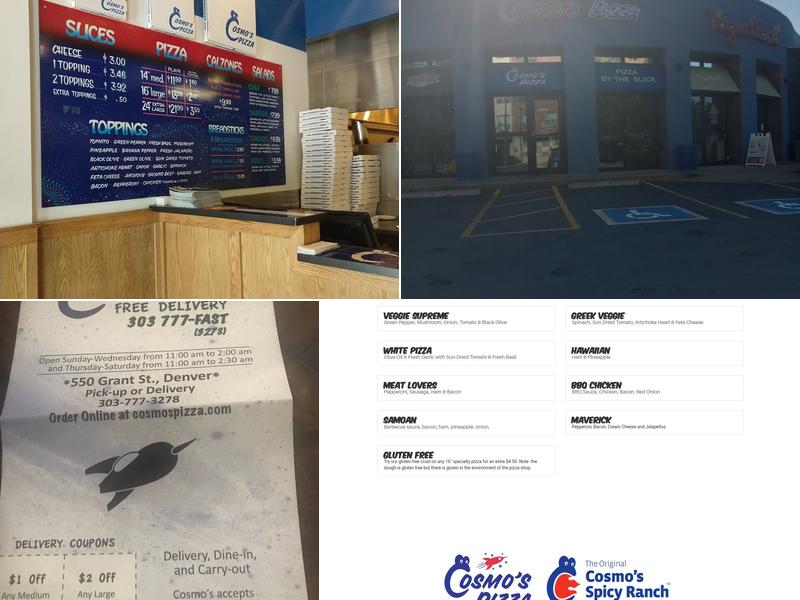 COSMO'S PIZZA
SLICES
CHEESE $ 3.00
1 TOPPING $ 3.46
2 TOPPINGS $ 3.92
EXTRA TOPPINGS $ .50
PIZZA
PLAIN
14" med.
16" large
24" EXTRA LARGE
CALZONES
SALADS
TOPPINGS
TOMATO GREEN PEPPER FRESH BASIL MUSHROOM
PINEAPPLE BANANA PEPPER FRESH JALAPEÑO
BLACK OLIVE GREEN OLIVE SUN DRIED TOMATO
ARTICHOKE HEART ONION GARLIC SPINACH
FETA CHEESE ANCHOVY GROUND BEEF SAUSAGE HAM
BACON PEPPERONI CHICKEN
BREADSTICKS
COSMO'S PIZZA
COSMO'S PIZZA
PIZZA
BY THE SLICE
Yogurtland
FREE DELIVERY
303 777-FAST
(3278)
Open Sunday-Wednesday from 11:00 am to 2:00 am
and Thursday-Saturday from 11:00 am to 2:30 am
*550 Grant St., Denver*
Pick-up or Delivery
303-777-3278
Order Online at cosmospizza.com
DELIVERY COUPONS
$1 Off
Any Medium
$2 Off
Any Large
Delivery, Dine-in,
and Carry-out
Cosmo's accepts
VEGGIE SUPREME
Green Pepper, Mushroom, Onion, Tomato & Black Olive
GREEK VEGGIE
Spinach, Sun-Dried Tomato, Artichoke Heart & Feta Cheese
WHITE PIZZA
Olive Oil & Fresh Garlic with Sun Dried Tomato & Fresh Basil
HAWAIIAN
Ham & Pineapple
MEAT LOVERS
Pepperoni, Sausage, Ham & Bacon
BBQ CHICKEN
BBQ Sauce, Chicken, Bacon, Red Onion
SAMOAN
Barbecue sauce, bacon, ham, pineapple, onion.
MAVERICK
Pepperoni, Bacon, Cream Cheese and Jalapeños
GLUTEN FREE
Try our gluten free crust on any 16" specialty pizza for an extra $4.50. Note: the
dough is gluten free but there is gluten in the environment of the pizza shop.
COSMO'S
PIZZA
The Original
Cosmo's
Spicy Ranch™